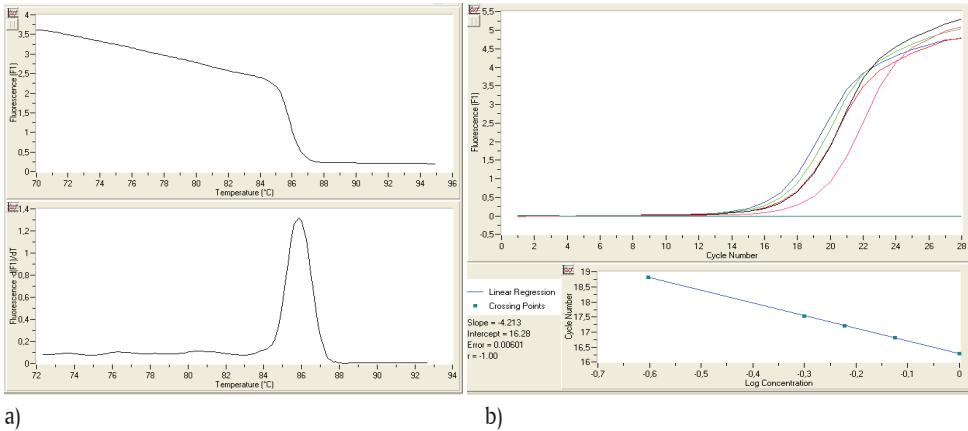 Fluorescence (F1)
4
3,5
3
2,5
2
1,5
1
0,5
0
70 72 74 76 78 80 82 84 86 88 90 92 94 96
Temperature (°C)
Fluorescence -d(F1)/dT
1,4
1,2
1
0,8
0,6
0,4
0,2
0
72 74 76 78 80 82 84 86 88 90 92 94
Temperature (°C)
a)
Fluorescence (F1)
5,5
5
4,5
4
3,5
3
2,5
2
1,5
1
0,5
0
-0,5
0 2 4 6 8 10 12 14 16 18 20 22 24 26 28
Cycle Number
Linear Regression
Crossing Points
Slope = -4.213
Intercept = 16.28
Error = 0.00601
r = -1.00
Cycle Number
19
18,5
18
17,5
17
16,5
16
-0,7 -0,6 -0,5 -0,4 -0,3 -0,2 -0,1 0
Log Concentration
b)